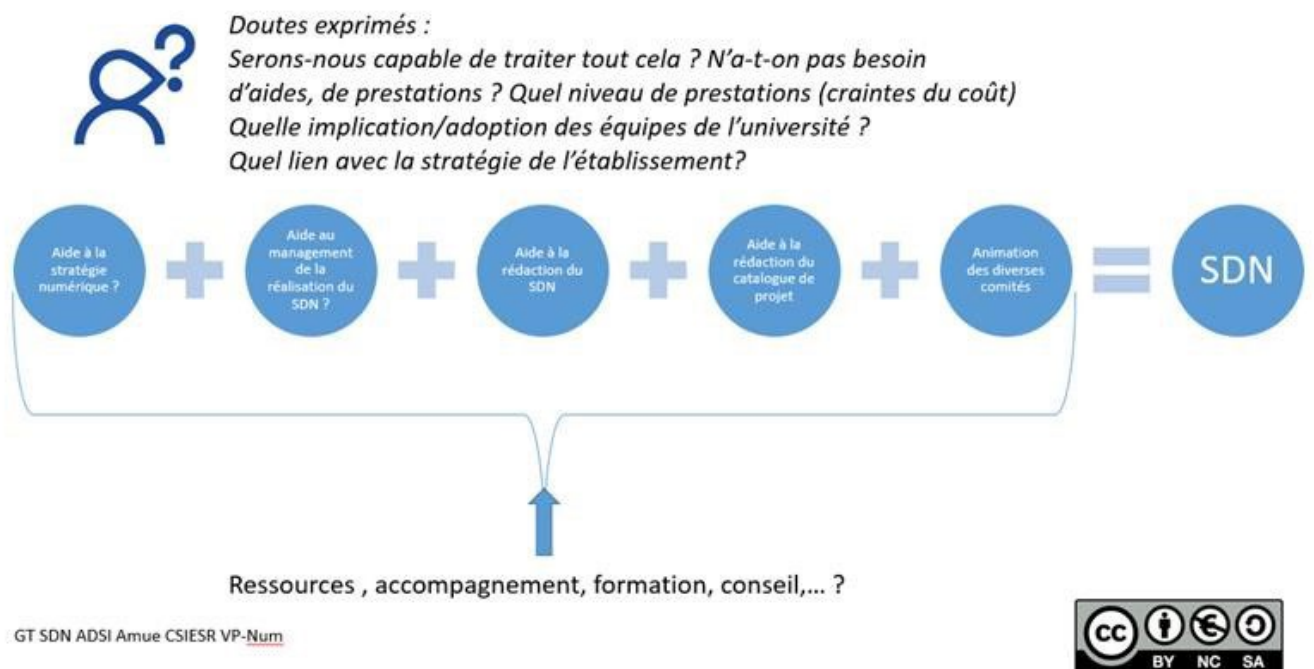 ?
Doutes exprimés :
Serons-nous capable de traiter tout cela ? N’a-t-on pas besoin
d’aides, de prestations ? Quel niveau de prestations (craintes du coût)
Quelle implication/adoption des équipes de l’université ?
Quel lien avec la stratégie de l’établissement?
Aide à la
stratégie
numérique ?
Aide au
management
de la
réalisation du
SDN ?
Aide à la
rédaction du
SDN
Aide à la
rédaction du
catalogue de
projet
Animation
des diverses
comités
SDN
Ressources , accompagnement, formation, conseil,... ?
GT SDN ADSI Amue CSIESR VP-Num
cc
BY NC SA